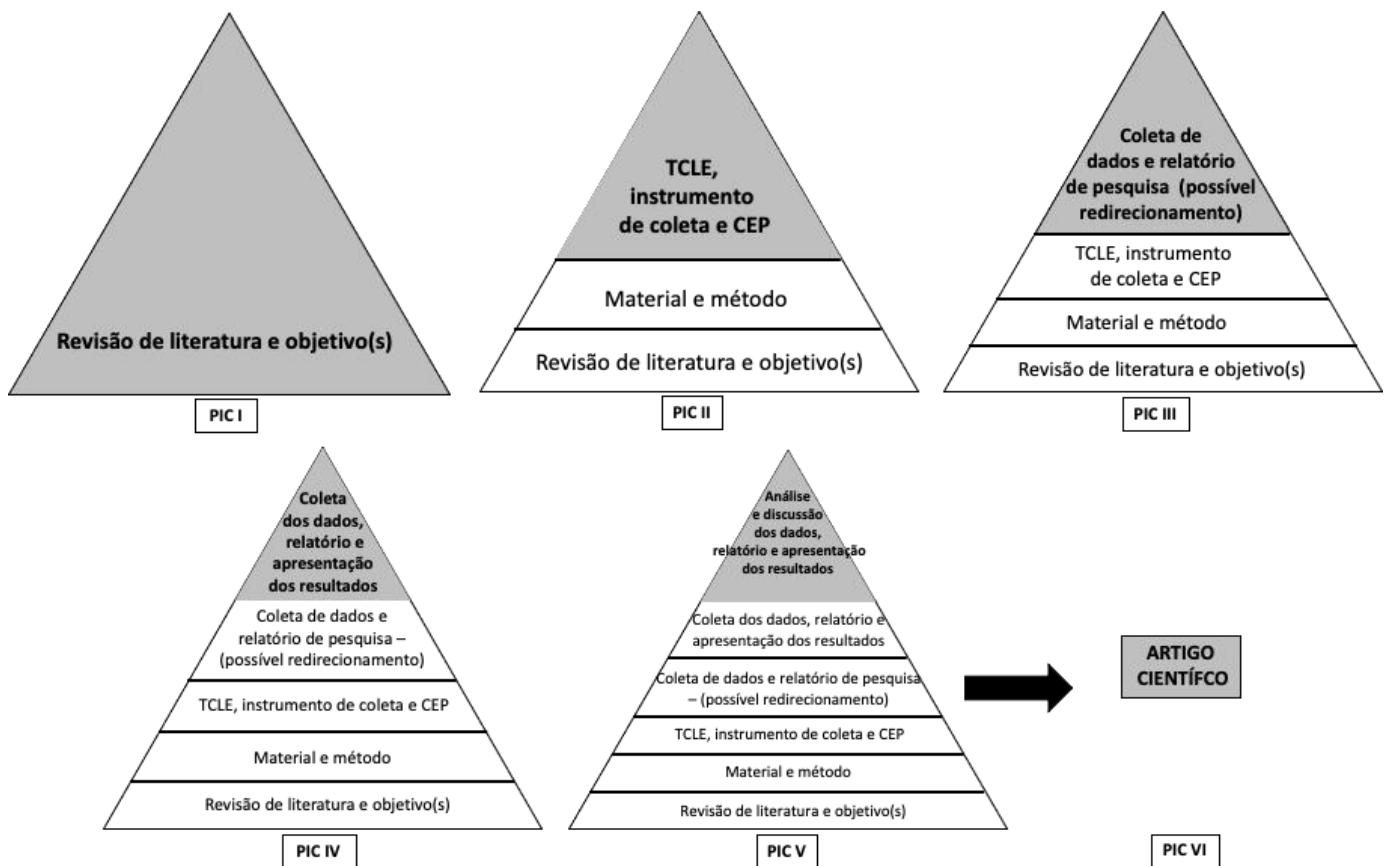 Revisão de literatura e objetivo(s)
PIC I
TCLE,
instrumento
de coleta e CEP
Material e método
Revisão de literatura e objetivo(s)
PIC II
Coleta de
dados e relatório
de pesquisa (possível
redirecionamento)
TCLE, instrumento
de coleta e CEP
Material e método
Revisão de literatura e objetivo(s)
PIC III
Coleta
dos dados,
relatório e
apresentação
dos resultados
Coleta de dados e
relatório de pesquisa –
(possível redirecionamento)
TCLE, instrumento de coleta e CEP
Material e método
Revisão de literatura e objetivo(s)
PIC IV
Análise
e discussão
dos dados,
relatório e apresentação
dos resultados
Coleta dos dados, relatório e
apresentação dos resultados
Coleta de dados e relatório de pesquisa
– (possível redirecionamento)
TCLE, instrumento de coleta e CEP
Material e método
Revisão de literatura e objetivo(s)
PIC V
ARTIGO
CIENTÍFCO
PIC VI